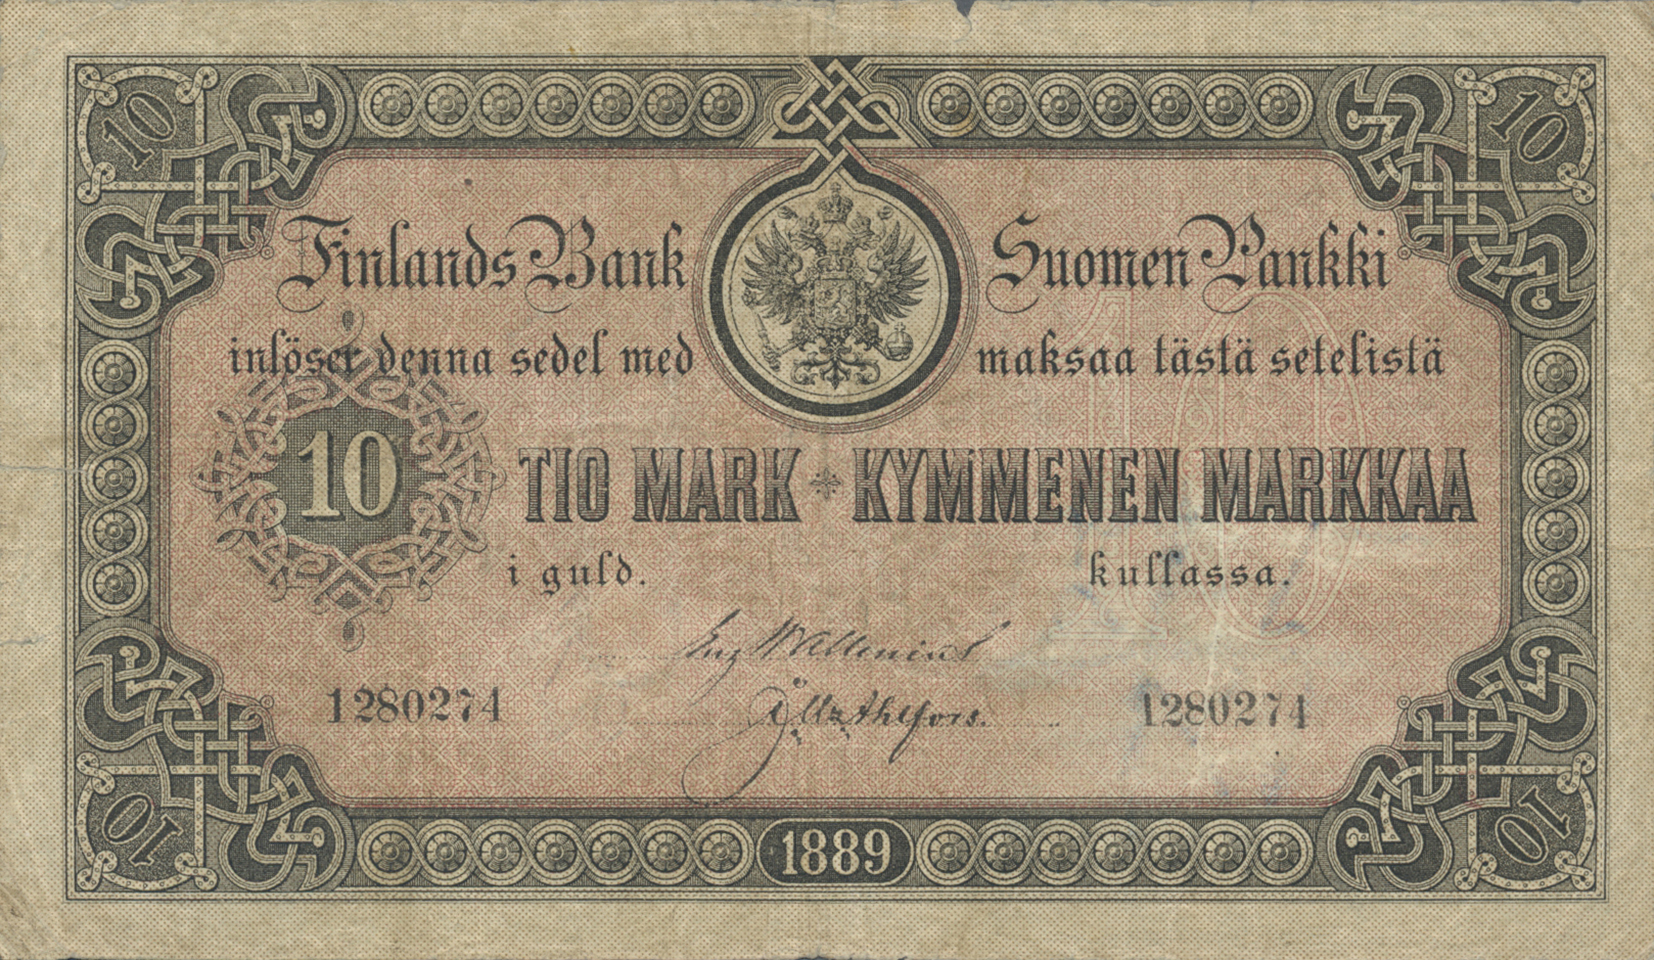 10 10
Finlands Bank Suomen Pankki
inlöser denna sedel med maksaa tästä setelistä
10 TIO MARK KYMMENEN MARKKAA 10
i guld. kullassa.
1280274 1280274
10 1889 10